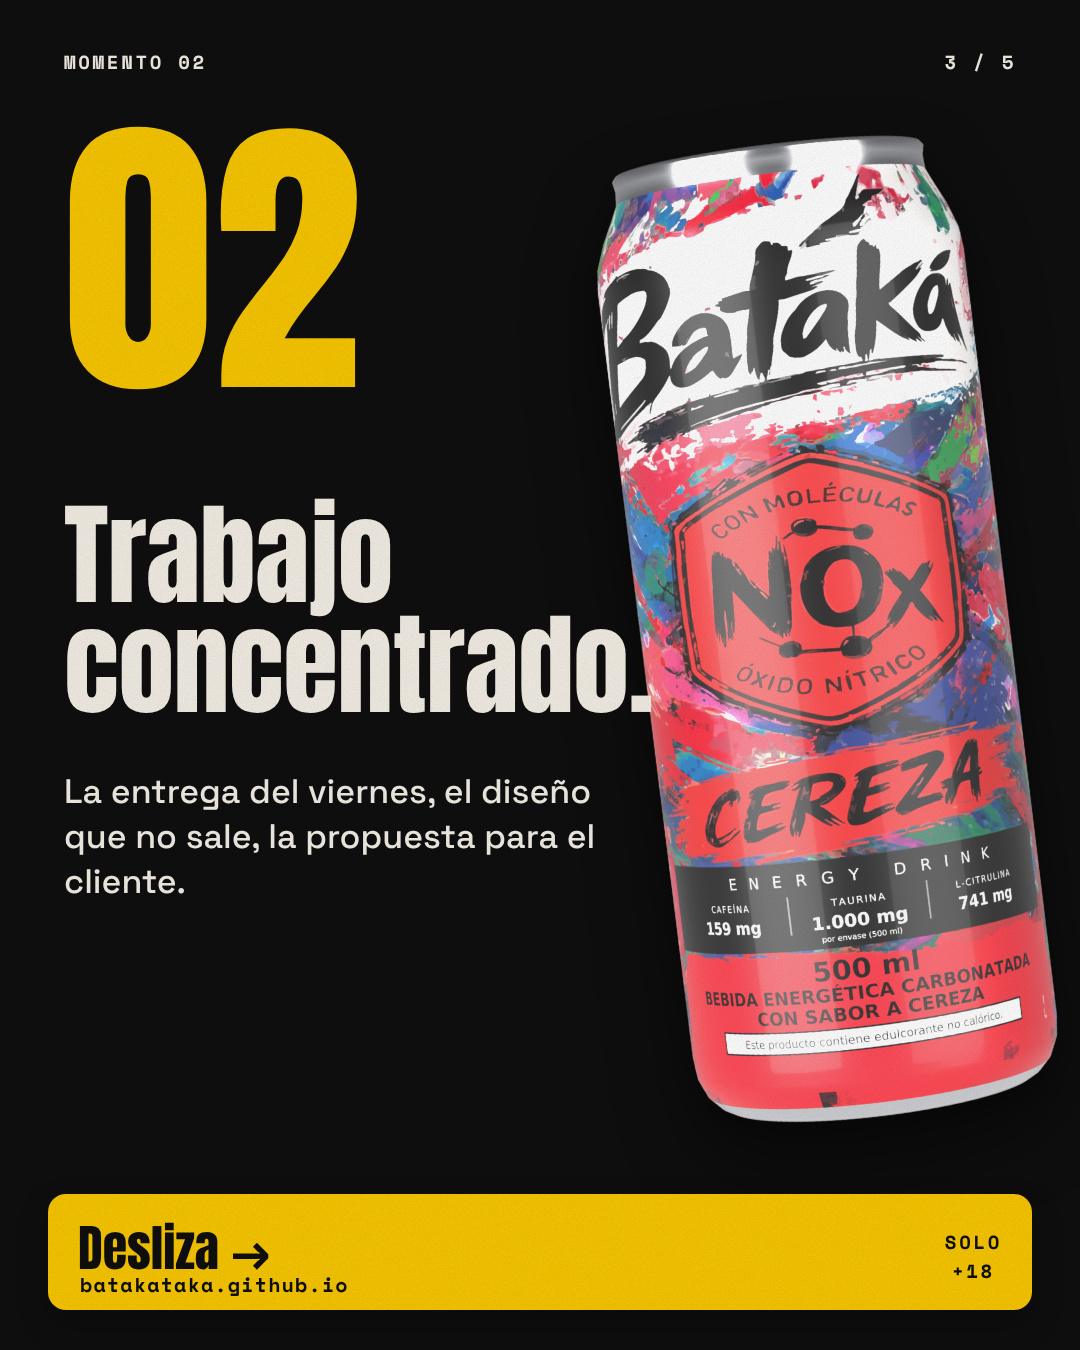 MOMENTO 02
3 / 5
02
Trabajo
concentrado.
La entrega del viernes, el diseño
que no sale, la propuesta para el
cliente.
Bataká
CON MOLÉCULAS
NOx
ÓXIDO NÍTRICO
CEREZA
ENERGY DRINK
CAFEÍNA
159 mg
TAURINA
1.000 mg
por envase (500 ml)
L-CITRULINA
741 mg
500 ml
BEBIDA ENERGÉTICA CARBONATADA
CON SABOR A CEREZA
Este producto contiene edulcorante no calórico.
Desliza →
batakataka.github.io
SOLO
+18